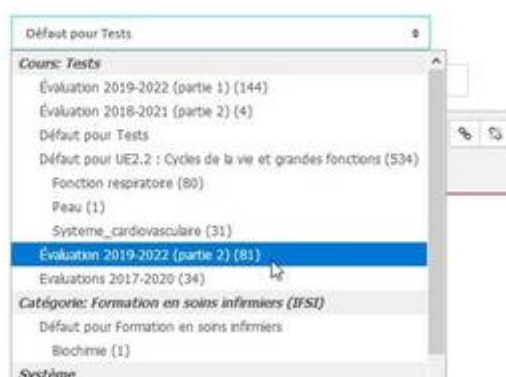 Défaut pour Tests
Cours: Tests
Évaluation 2019-2022 (partie 1) (144)
Évaluation 2018-2021 (partie 2) (4)
Défaut pour Tests
Défaut pour UE2.2 : Cycles de la vie et grandes fonctions (534)
Fonction respiratoire (80)
Peau (1)
Systeme_cardiovasculaire (31)
Évaluation 2019-2022 (partie 2) (81)
Evaluations 2017-2020 (34)
Catégorie: Formation en soins infirmiers (IFSI)
Défaut pour Formation en soins infirmiers
Biochimie (1)
Système